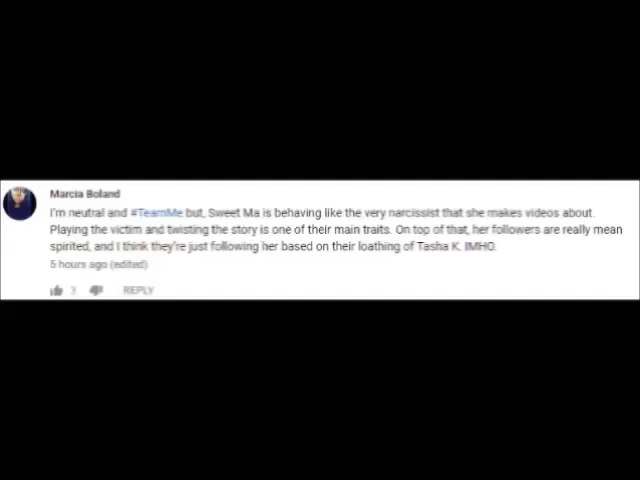 Marcia Boland
I'm neutral and #TeamMe but, Sweet Ma is behaving like the very narcissist that she makes videos about.
Playing the victim and twisting the story is one of their main traits. On top of that, her followers are really mean
spirited, and I think they're just following her based on their loathing of Tasha K. IMHO.
5 hours ago (edited)
3 REPLY